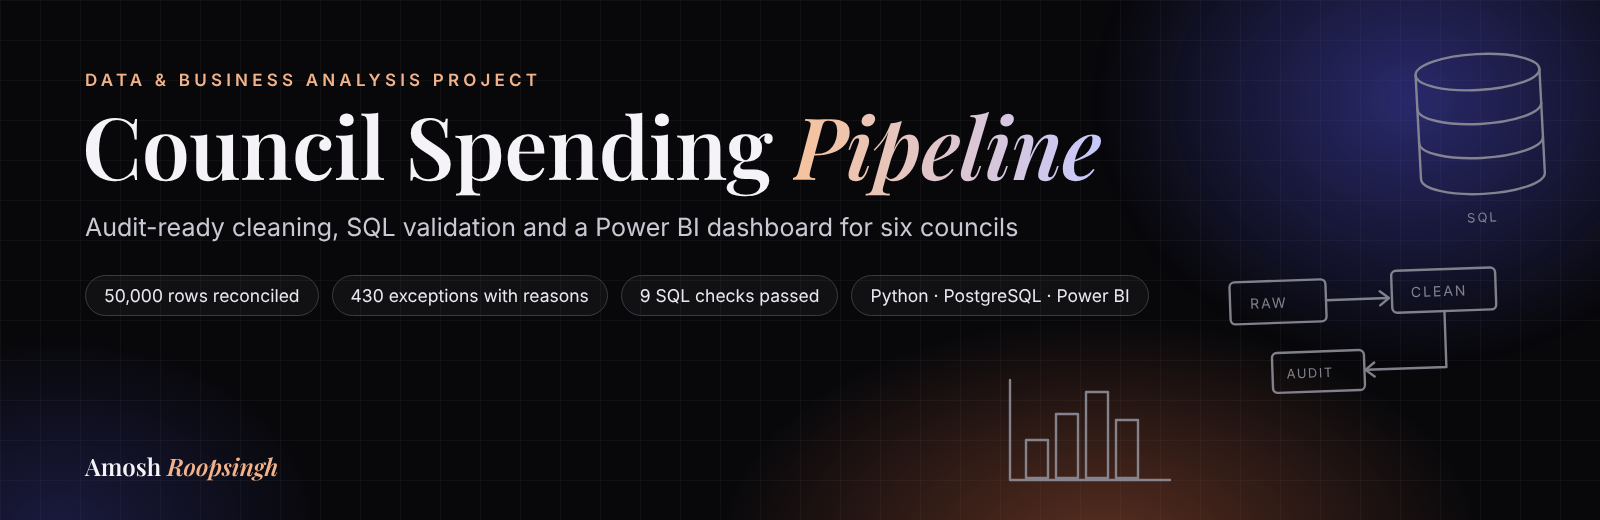 DATA & BUSINESS ANALYSIS PROJECT
Council Spending Pipeline
Audit-ready cleaning, SQL validation and a Power BI dashboard for six councils
50,000 rows reconciled
430 exceptions with reasons
9 SQL checks passed
Python · PostgreSQL · Power BI
SQL
RAW
CLEAN
AUDIT
Amosh Roopsingh